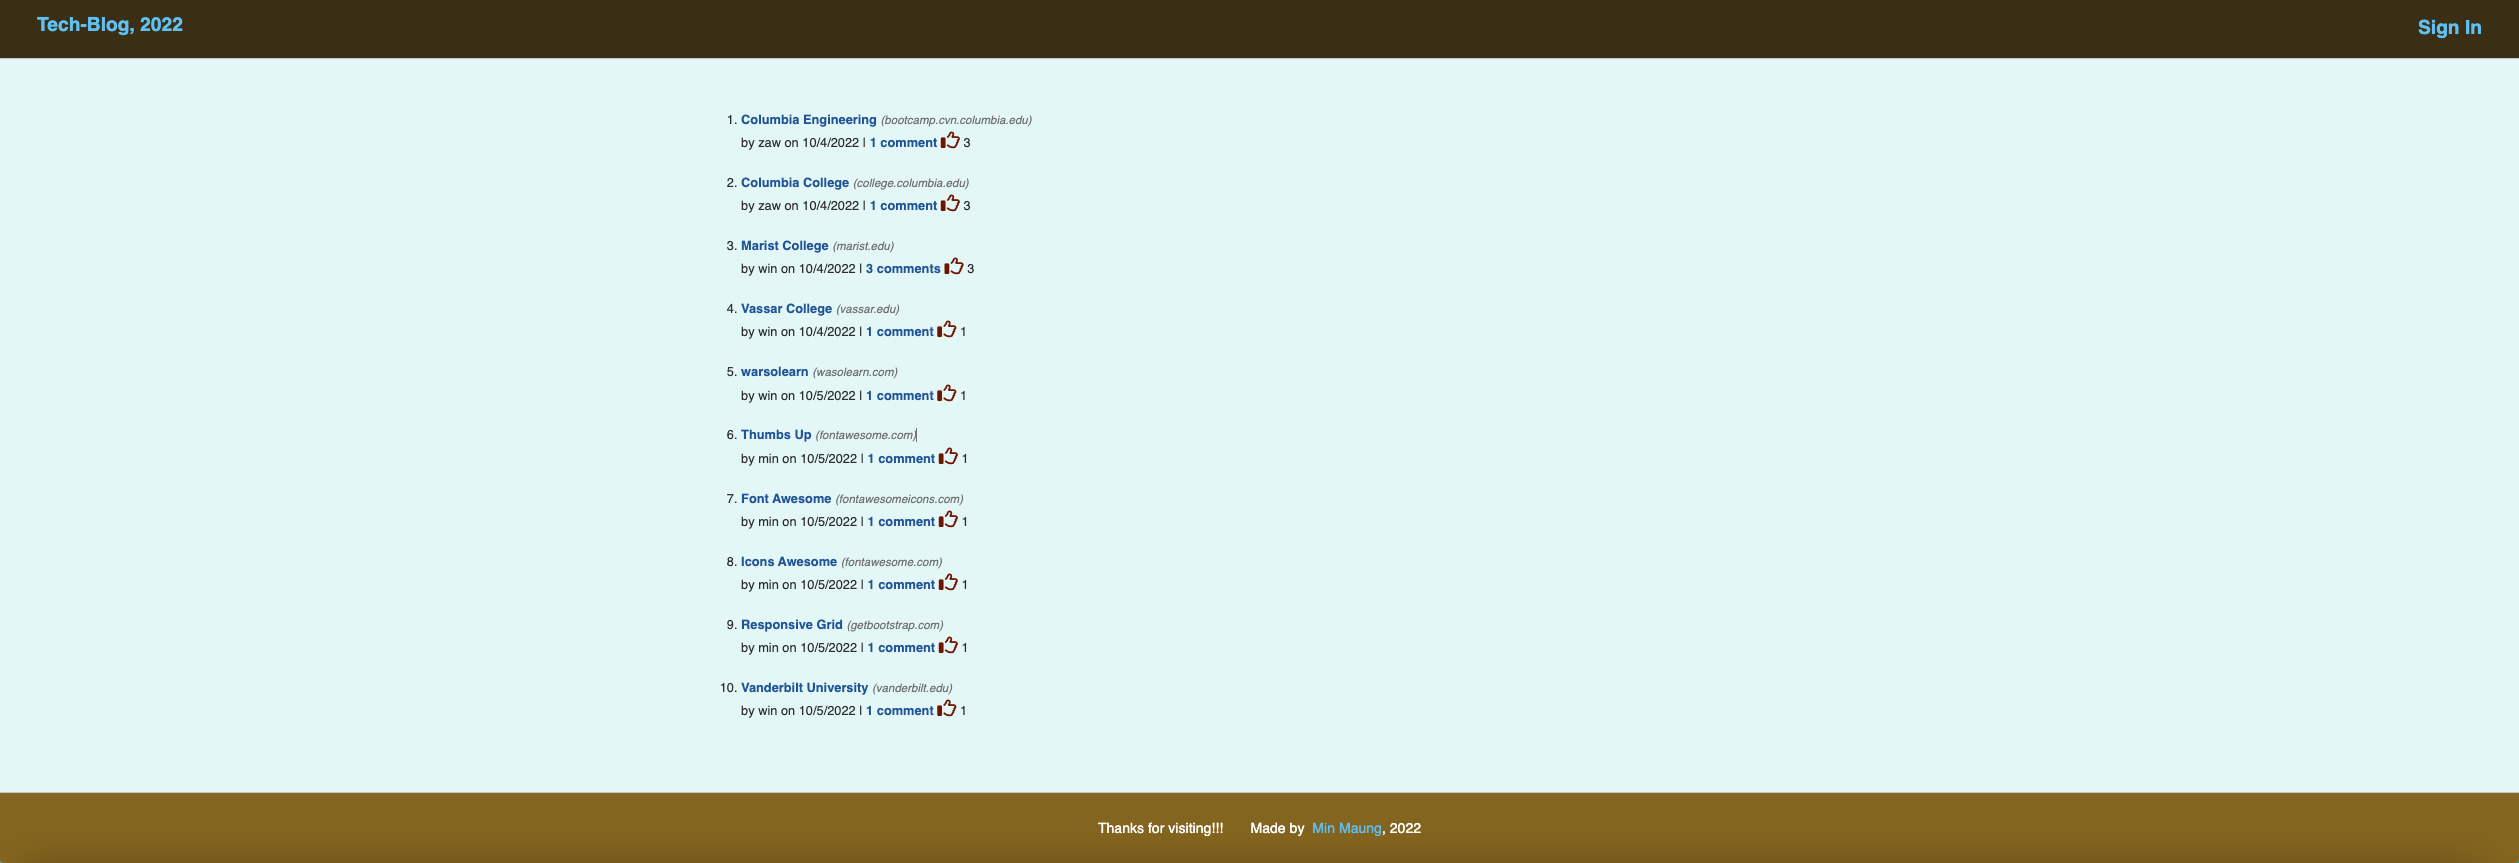 Tech-Blog, 2022
Sign In
1. Columbia Engineering (bootcamp.cvn.columbia.edu)
by zaw on 10/4/2022 | 1 comment 3
2. Columbia College (college.columbia.edu)
by zaw on 10/4/2022 | 1 comment 3
3. Marist College (marist.edu)
by win on 10/4/2022 | 3 comments 3
4. Vassar College (vassar.edu)
by win on 10/4/2022 | 1 comment 1
5. warsolearn (wasolearn.com)
by win on 10/5/2022 | 1 comment 1
6. Thumbs Up (fontawesome.com)
by min on 10/5/2022 | 1 comment 1
7. Font Awesome (fontawesomeicons.com)
by min on 10/5/2022 | 1 comment 1
8. Icons Awesome (fontawesome.com)
by min on 10/5/2022 | 1 comment 1
9. Responsive Grid (getbootstrap.com)
by min on 10/5/2022 | 1 comment 1
10. Vanderbilt University (vanderbilt.edu)
by win on 10/5/2022 | 1 comment 1
Thanks for visiting!!! Made by Min Maung, 2022